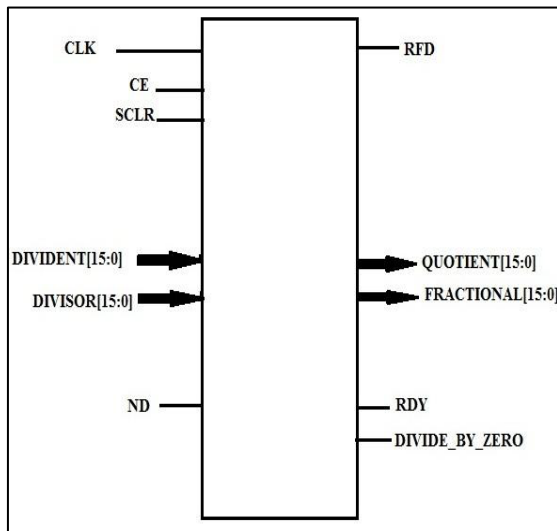 CLK
RFD
CE
SCLR
DIVIDENT[15:0]
QUOTIENT[15:0]
DIVISOR[15:0]
FRACTIONAL[15:0]
ND
RDY
DIVIDE_BY_ZERO